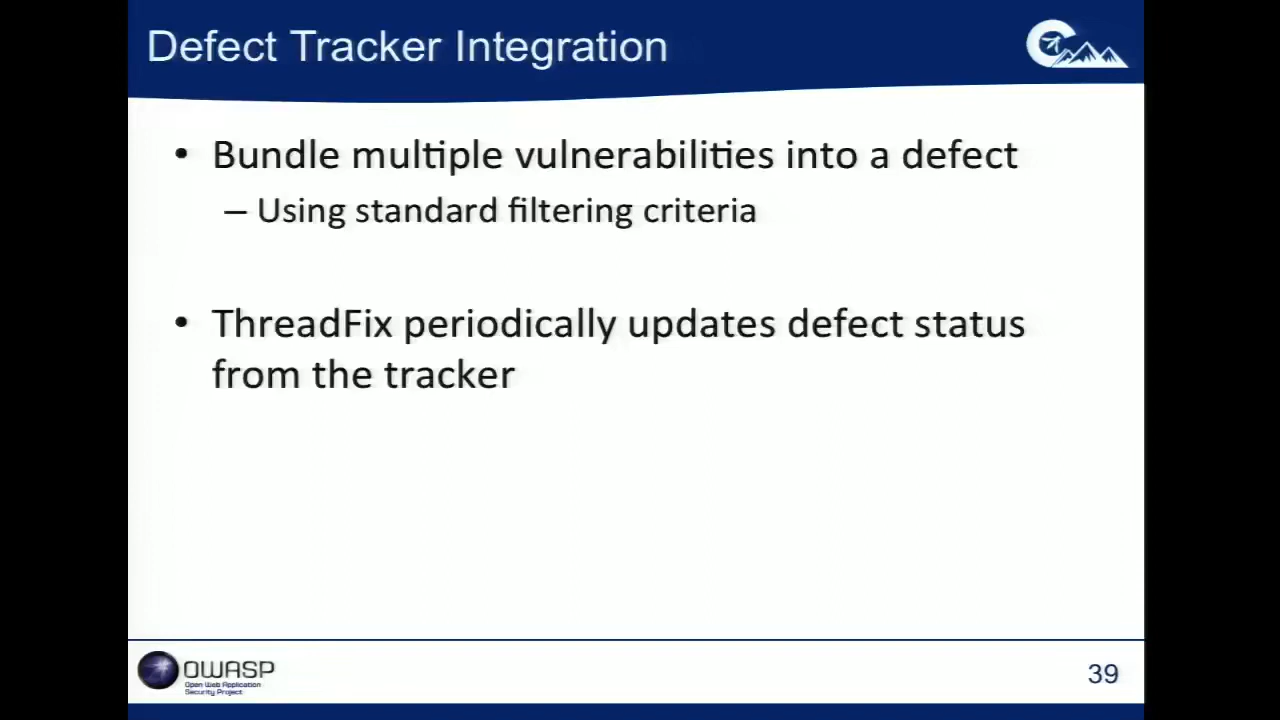 Defect Tracker Integration
• Bundle multiple vulnerabilities into a defect
– Using standard filtering criteria
• ThreadFix periodically updates defect status
from the tracker
OWASP
Open Web Application
Security Project
39